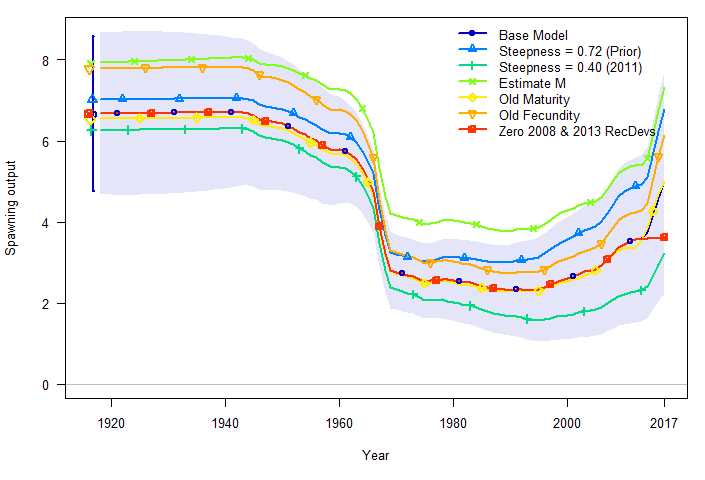 Base Model
Steepness = 0.72 (Prior)
Steepness = 0.40 (2011)
Estimate M
Old Maturity
Old Fecundity
Zero 2008 & 2013 RecDevs
Spawning output
8
6
4
2
0
1920 1940 1960 1980 2000 2017
Year